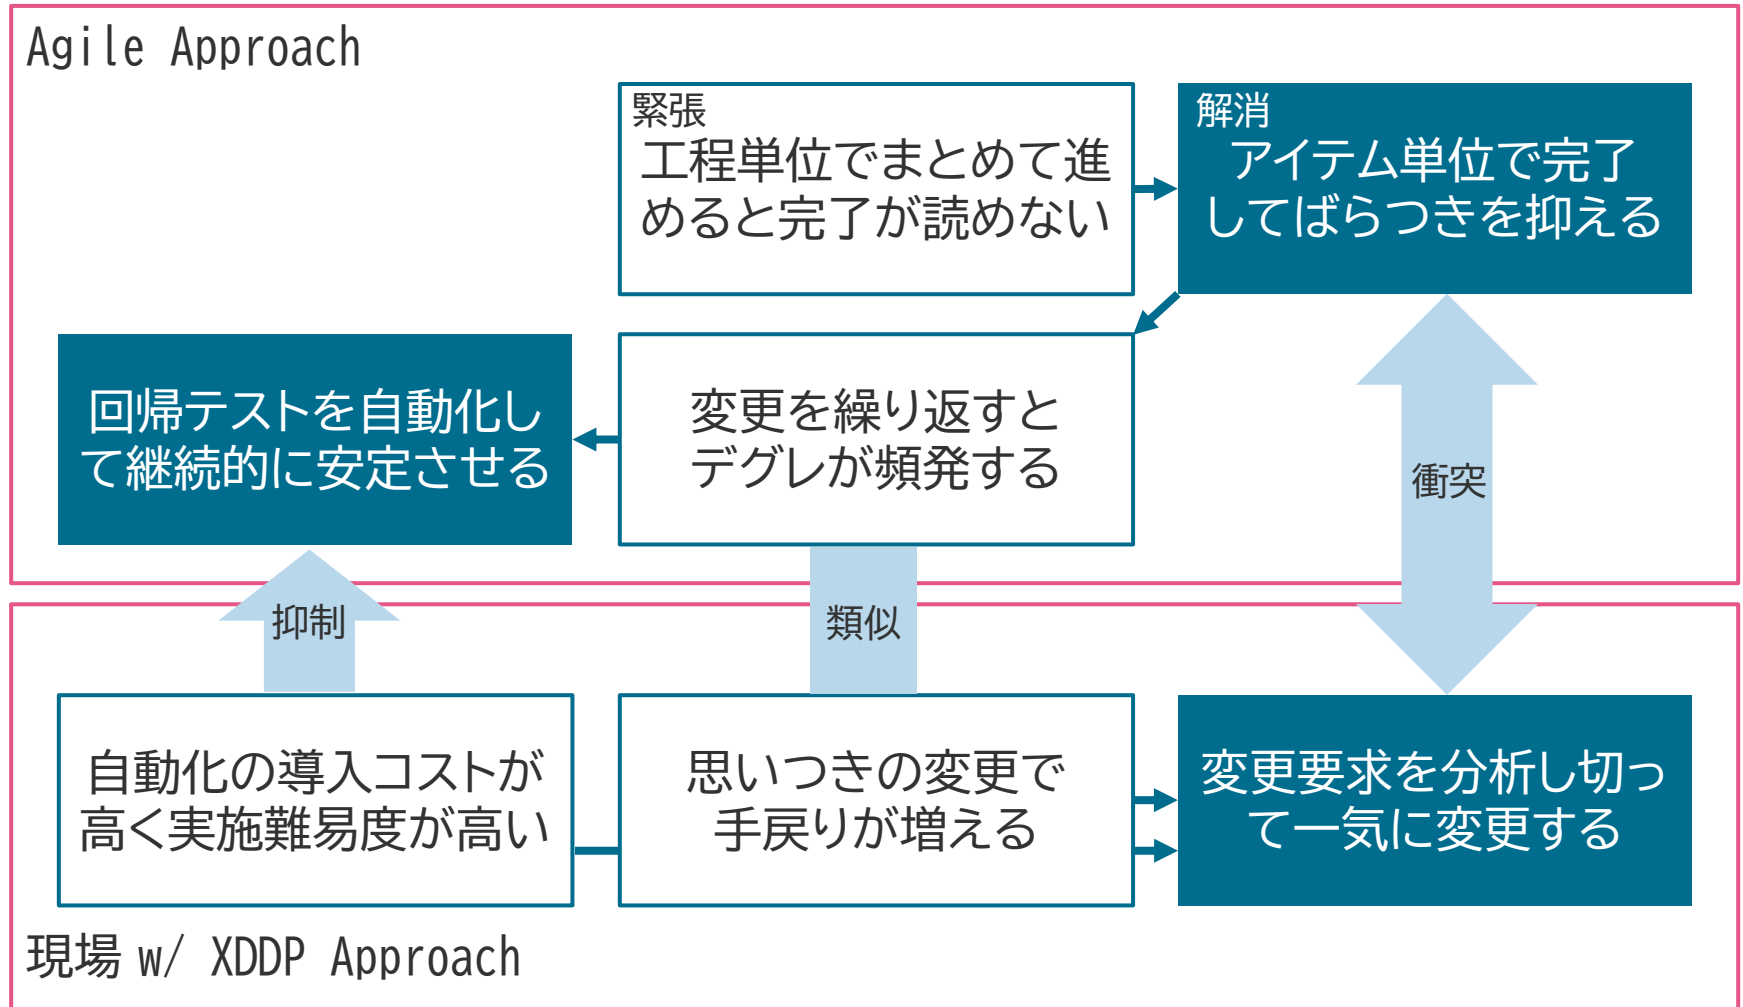 Agile Approach
緊張
工程単位でまとめて進
めると完了が読めない
解消
アイテム単位で完了
してばらつきを抑える
回帰テストを自動化し
て継続的に安定させる
変更を繰り返すと
デグレが頻発する
衝突
抑制
類似
自動化の導入コストが
高く実施難易度が高い
思いつきの変更で
手戻りが増える
変更要求を分析し切っ
て一気に変更する
現場 w/ XDDP Approach